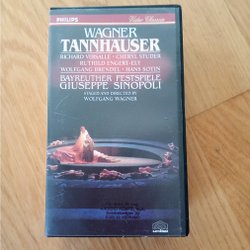 PHILIPS Video Classics
WAGNER
TANNHÄUSER
RICHARD VERSALLE · CHERYL STUDER
RUTHILD ENGERT-ELY
WOLFGANG BRENDEL · HANS SOTIN
BAYREUTHER FESTSPIELE
GIUSEPPE SINOPOLI
STAGED AND DIRECTED BY
WOLFGANG WAGNER